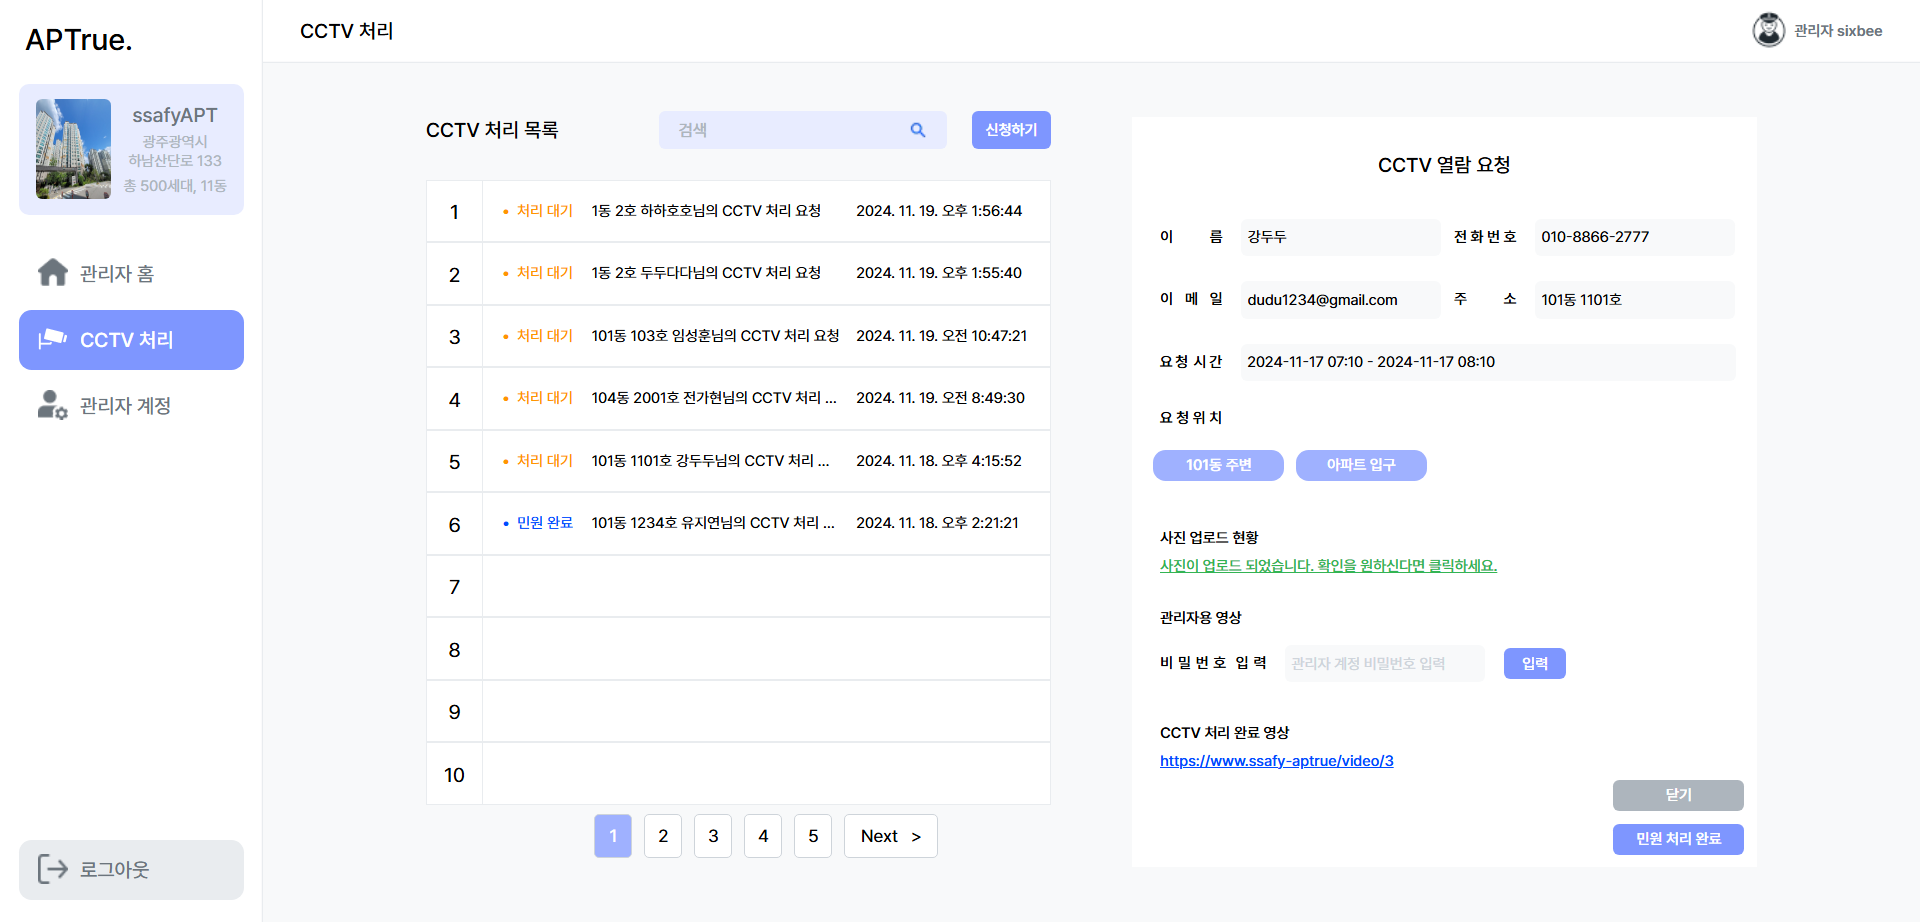 APTrue.
ssafyAPT
광주광역시
하남산단로 133
총 500세대, 11동
관리자 홈
CCTV 처리
관리자 계정
로그아웃
CCTV 처리
관리자 sixbee
CCTV 처리 목록
검색
신청하기
1 • 처리 대기 1동 2호 하하호호님의 CCTV 처리 요청 2024. 11. 19. 오후 1:56:44
2 • 처리 대기 1동 2호 두두다다님의 CCTV 처리 요청 2024. 11. 19. 오후 1:55:40
3 • 처리 대기 101동 103호 임성훈님의 CCTV 처리 요청 2024. 11. 19. 오전 10:47:21
4 • 처리 대기 104동 2001호 전가현님의 CCTV 처리 ... 2024. 11. 19. 오전 8:49:30
5 • 처리 대기 101동 1101호 강두두님의 CCTV 처리 ... 2024. 11. 18. 오후 4:15:52
6 • 민원 완료 101동 1234호 유지연님의 CCTV 처리 ... 2024. 11. 18. 오후 2:21:21
7
8
9
10
1 2 3 4 5 Next >
CCTV 열람 요청
이 름 강두두 전화번호 010-8866-2777
이 메 일 dudu1234@gmail.com 주 소 101동 1101호
요청 시간 2024-11-17 07:10 - 2024-11-17 08:10
요청위치
101동 주변 아파트 입구
사진 업로드 현황
사진이 업로드 되었습니다. 확인을 원하신다면 클릭하세요.
관리자용 영상
비밀번호 입력 관리자 계정 비밀번호 입력 입력
CCTV 처리 완료 영상
https://www.ssafy-aptrue/video/3
닫기
민원 처리 완료